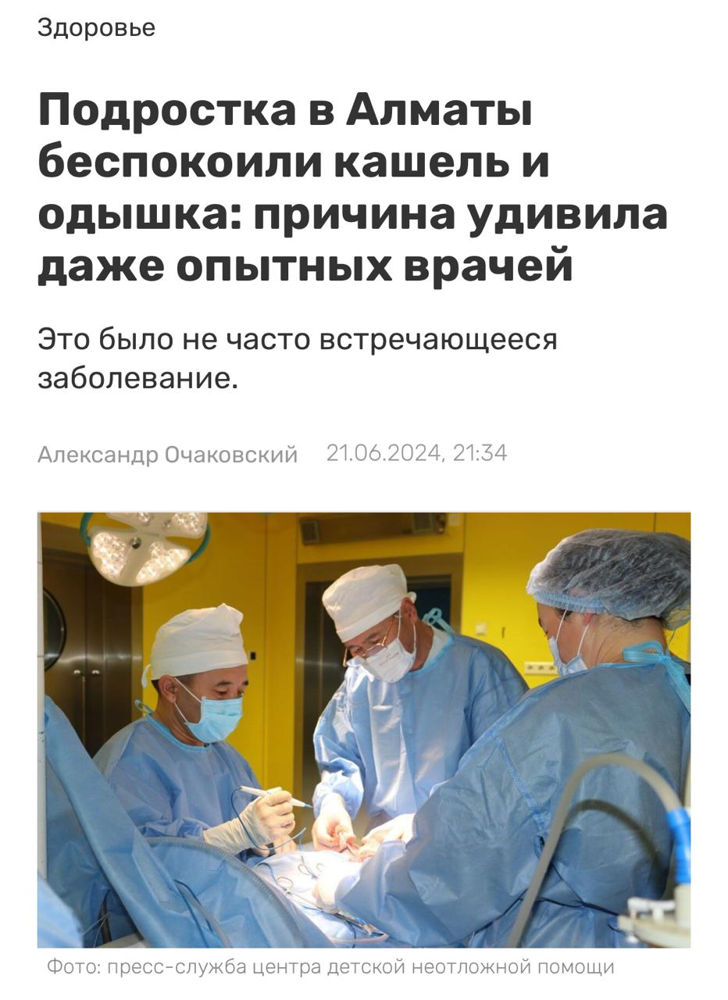 Здоровье
Подростка в Алматы
беспокоили кашель и
одышка: причина удивила
даже опытных врачей
Это было не часто встречающееся
заболевание.
Александр Очаковский 21.06.2024, 21:34
Фото: пресс-служба центра детской неотложной помощи